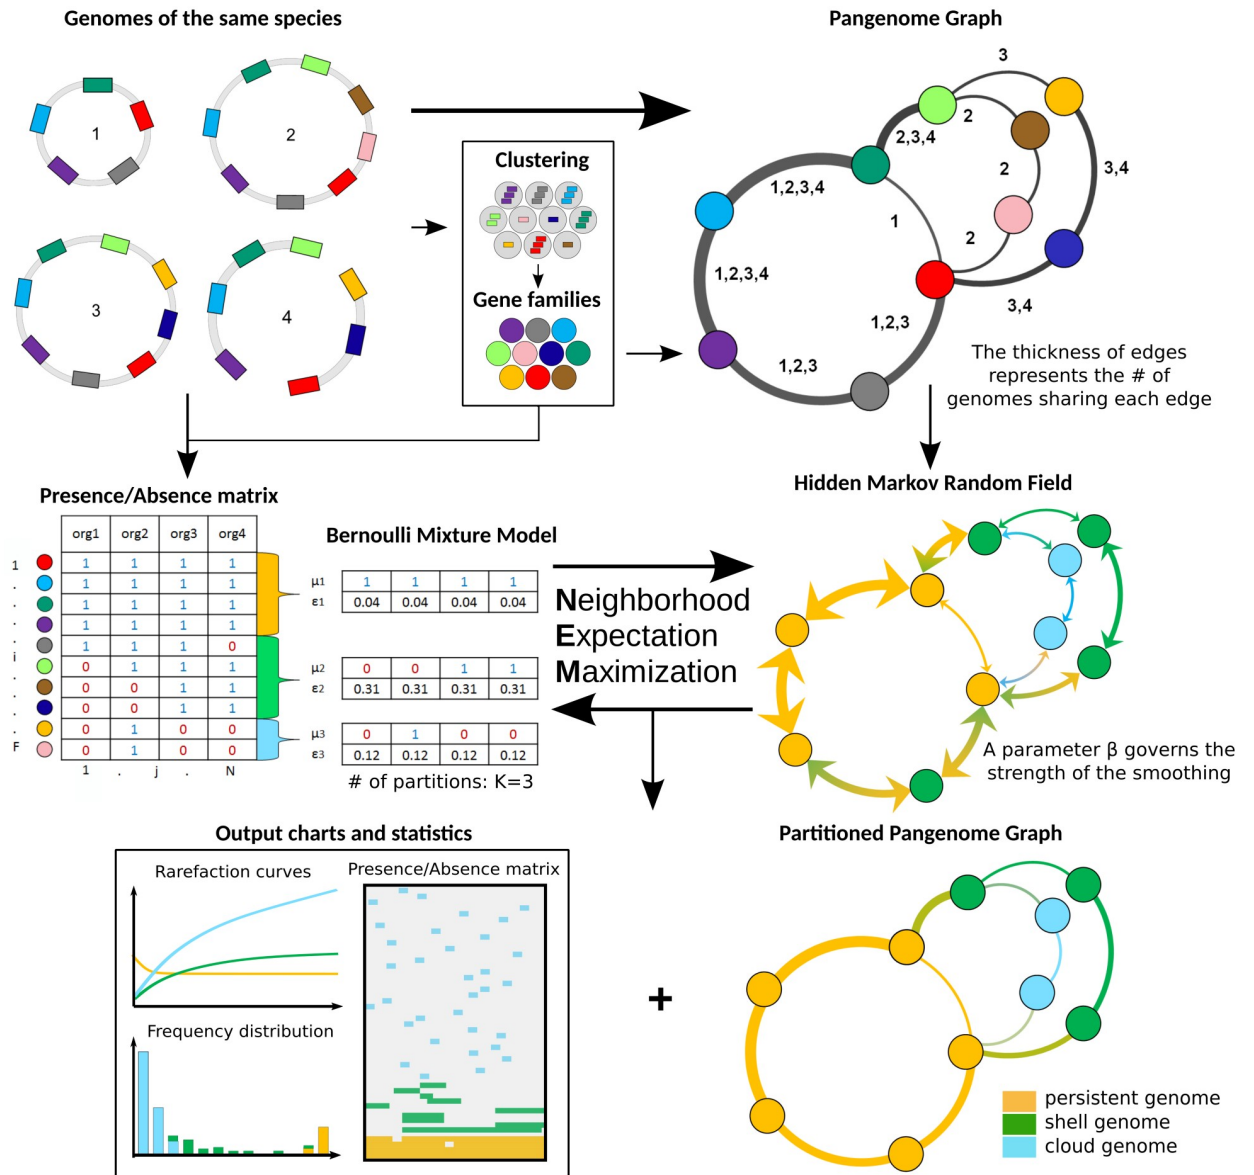 Genomes of the same species
Pangenome Graph
1
2
3
4
Clustering
Gene families
3
2
2,3,4
1,2,3,4
2
3,4
1
2
1,2,3,4
3,4
1,2,3
1,2,3
The thickness of edges
represents the # of
genomes sharing each edge
Presence/Absence matrix
org1 org2 org3 org4
1 1 1 1 1
. 1 1 1 1
. 1 1 1 1
. 1 1 1 1
. 1 1 1 0
i 0 1 1 1
. 0 0 1 1
. 0 0 1 1
. 0 1 0 0
F 0 1 0 0
1 . j . N
Bernoulli Mixture Model
μ1 1 1 1 1
ε1 0.04 0.04 0.04 0.04
μ2 0 0 1 1
ε2 0.31 0.31 0.31 0.31
μ3 0 1 0 0
ε3 0.12 0.12 0.12 0.12
# of partitions: K=3
Neighborhood
Expectation
Maximization
Hidden Markov Random Field
A parameter β governs the
strength of the smoothing
Output charts and statistics
Rarefaction curves
Presence/Absence matrix
Frequency distribution
+
Partitioned Pangenome Graph
persistent genome
shell genome
cloud genome